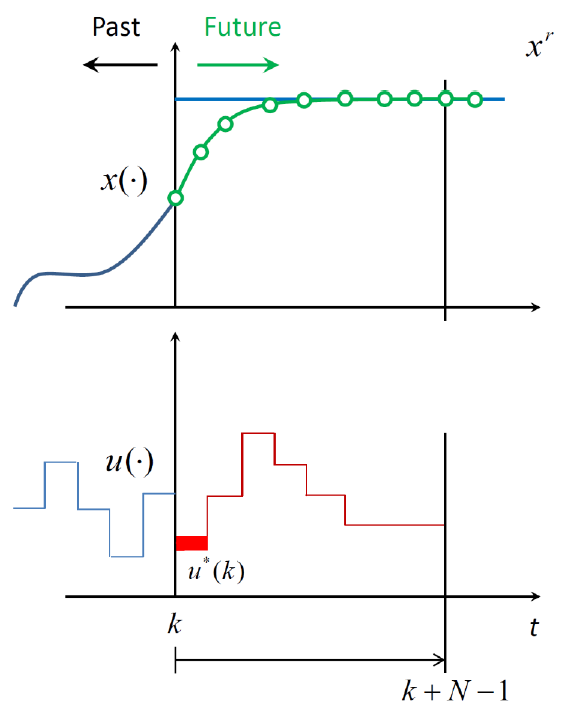 Past Future
x^r
x(·)
u(·)
u^*(k)
k
t
k + N − 1